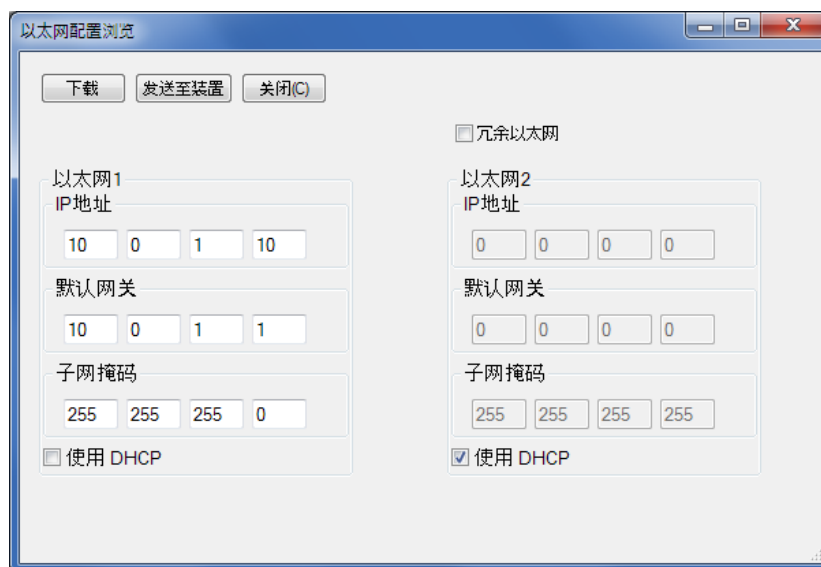 以太网配置浏览
下载 发送至装置 关闭(C)
冗余以太网
以太网1
IP地址
10 0 1 10
默认网关
10 0 1 1
子网掩码
255 255 255 0
使用 DHCP
以太网2
IP地址
0 0 0 0
默认网关
0 0 0 0
子网掩码
255 255 255 255
使用 DHCP